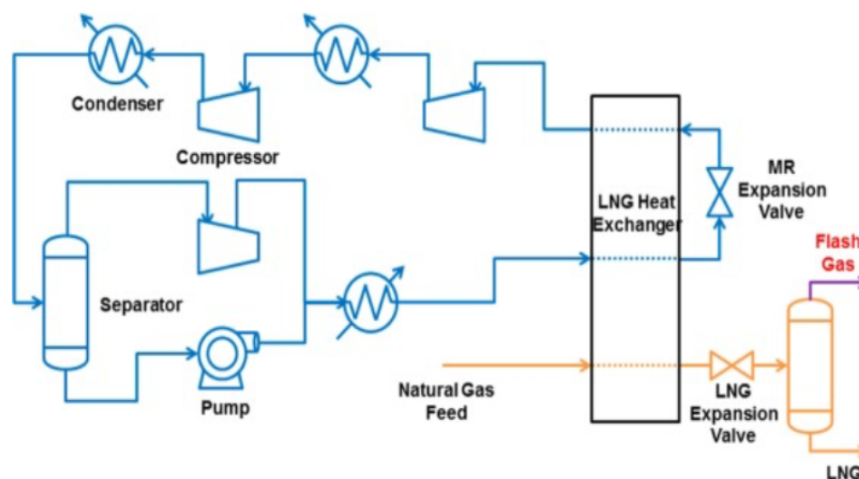 Condenser
Compressor
MR
Expansion
Valve
LNG Heat
Exchanger
Flash
Gas
Separator
Natural Gas
Feed
Pump
LNG
Expansion
Valve
LNG